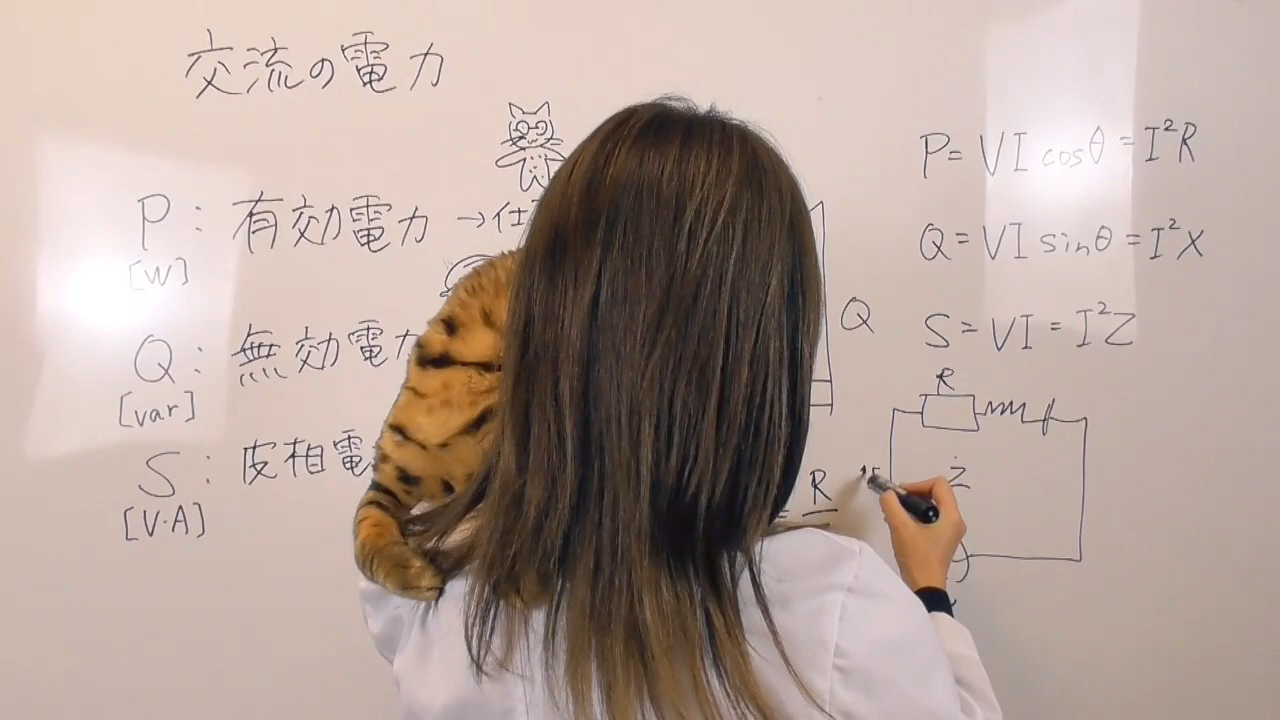 交流の電力
P: 有効電力 →仕
[W]
Q: 無効電力
[var]
S: 皮相電
[V·A]
Q
R
P=VI cosθ=I²R
Q=VI sinθ=I²X
S=VI=I²Z
R
Ż